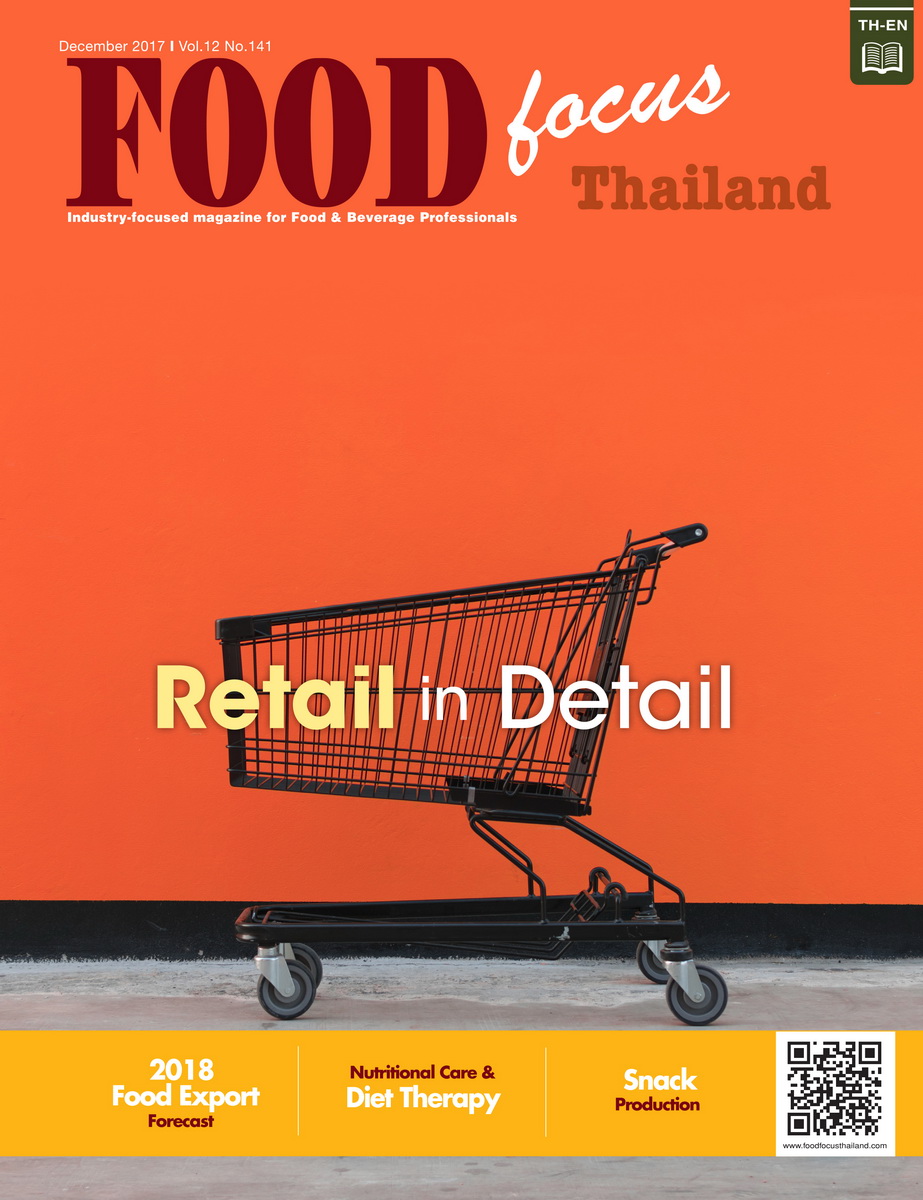 December 2017 I Vol.12 No.141
TH-EN
FOOD focus
Thailand
Industry-focused magazine for Food & Beverage Professionals
Retail in Detail
2018
Food Export
Forecast
Nutritional Care &
Diet Therapy
Snack
Production
www.foodfocusthailand.com